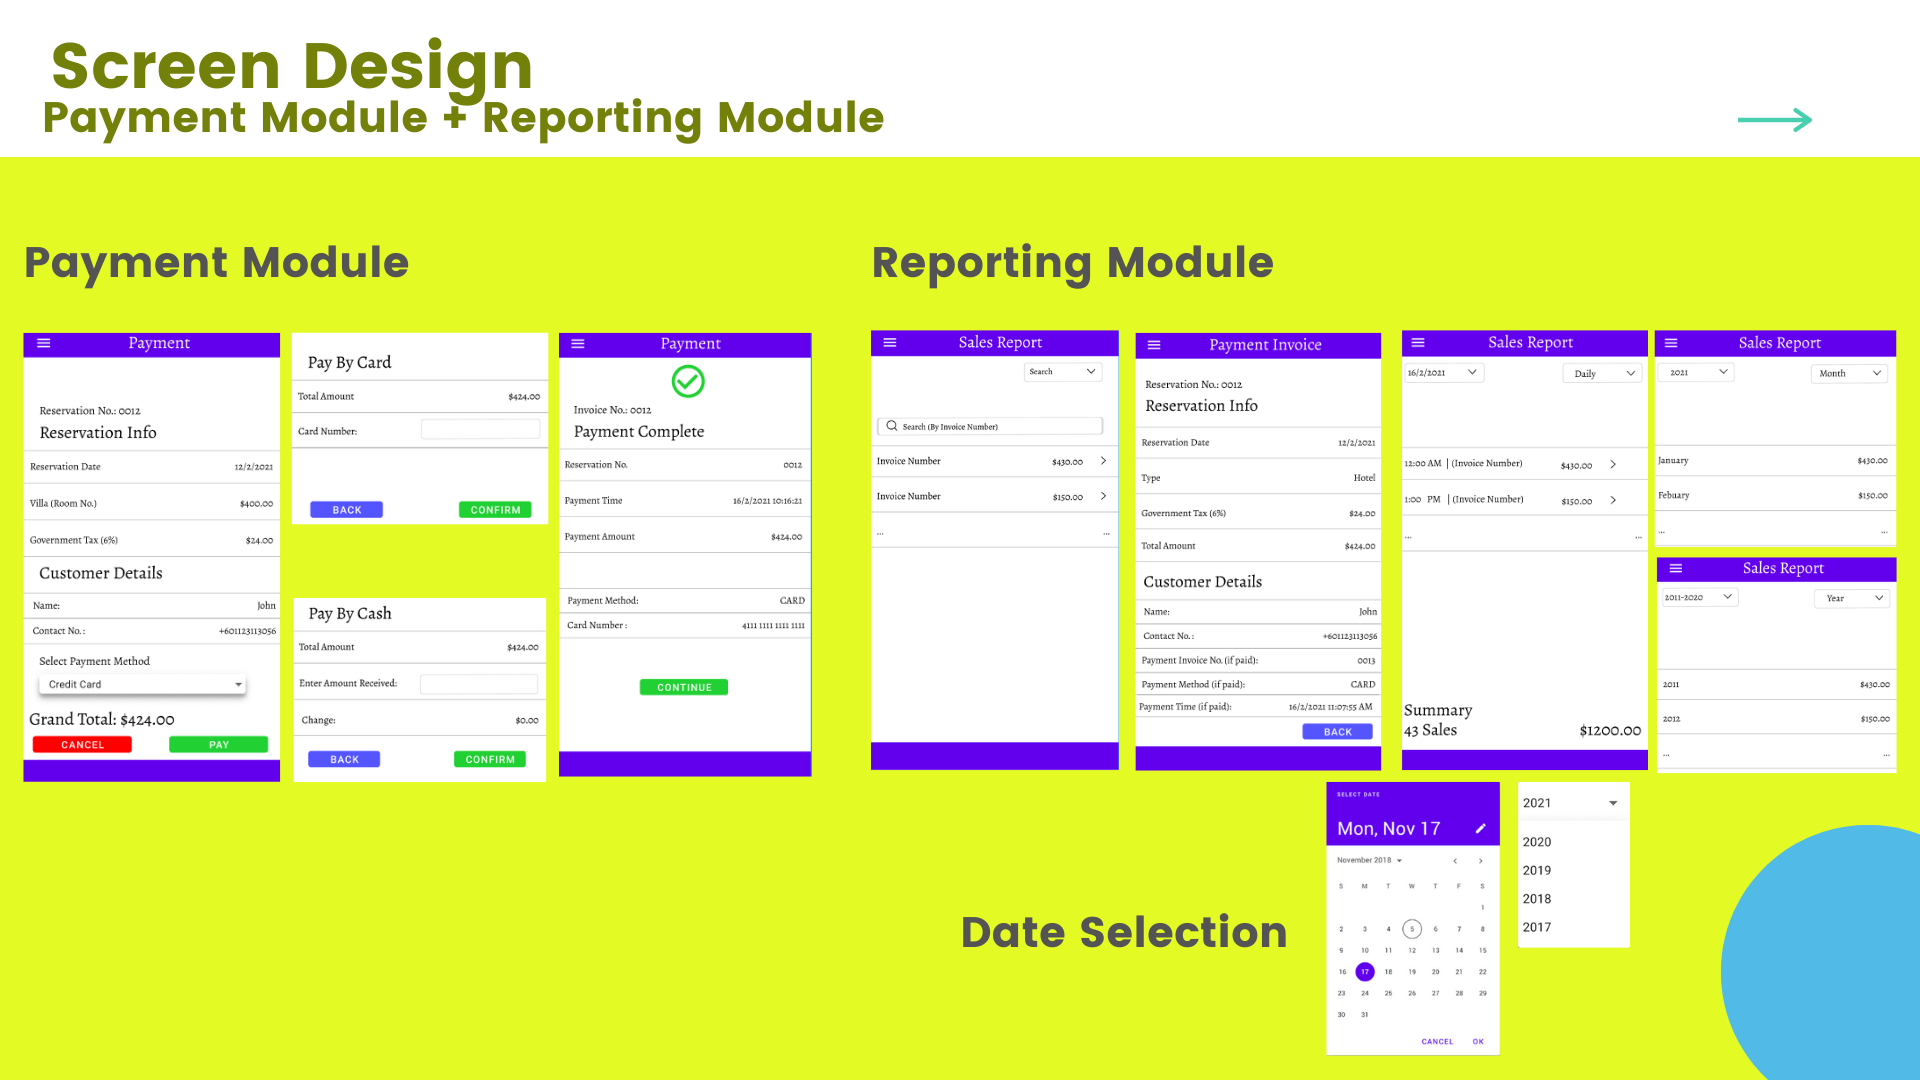 Screen Design
Payment Module + Reporting Module
Payment Module
Payment
Reservation No.: 0012
Reservation Info
Reservation Date 12/2/2021
Villa (Room No.) $400.00
Government Tax (6%) $24.00
Customer Details
Name: John
Contact No. : +601123113056
Select Payment Method
Credit Card
Grand Total: $424.00
CANCEL PAY
Pay By Card
Total Amount $424.00
Card Number:
BACK CONFIRM
Pay By Cash
Total Amount $424.00
Enter Amount Received:
Change: $0.00
BACK CONFIRM
Payment
Invoice No.: 0012
Payment Complete
Reservation No. 0012
Payment Time 16/2/2021 10:16:21
Payment Amount $424.00
Payment Method: CARD
Card Number : 4111 1111 1111 1111
CONTINUE
Reporting Module
Sales Report
Search
Search (By Invoice Number)
Invoice Number $430.00
Invoice Number $150.00
... ...
Payment Invoice
Reservation No.: 0012
Reservation Info
Reservation Date 12/2/2021
Type Hotel
Government Tax (6%) $24.00
Total Amount $424.00
Customer Details
Name: John
Contact No. : +601123113056
Payment Invoice No. (if paid): 0013
Payment Method (if paid): CARD
Payment Time (if paid): 16/2/2021 11:07:55 AM
BACK
Sales Report
16/2/2021 Daily
12:00 AM | (Invoice Number) $430.00
1:00 PM | (Invoice Number) $150.00
... ...
Summary
43 Sales $1200.00
Sales Report
2021 Month
January $430.00
Febuary $150.00
... ...
Sales Report
2011-2020 Year
2011 $430.00
2012 $150.00
... ...
Date Selection
SELECT DATE
Mon, Nov 17
November 2018
S M T W T F S
1
2 3 4 5 6 7 8
9 10 11 12 13 14 15
16 17 18 19 20 21 22
23 24 25 26 27 28 29
30 31
CANCEL OK
2021
2020
2019
2018
2017